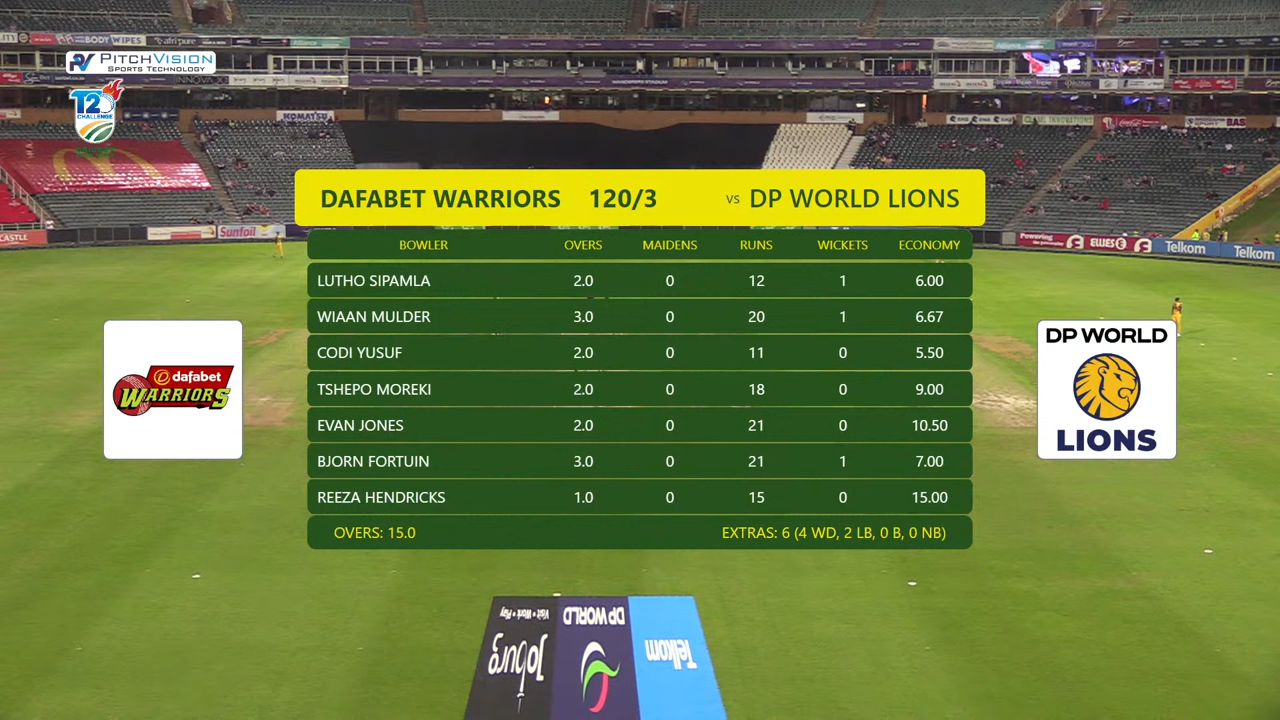 PITCHVISION
SPORTS TECHNOLOGY
T20
CHALLENGE
KOMATSU
WANDERERS STADIUM
DAFABET WARRIORS 120/3 vs DP WORLD LIONS
BOWLER OVERS MAIDENS RUNS WICKETS ECONOMY
LUTHO SIPAMLA 2.0 0 12 1 6.00
WIAAN MULDER 3.0 0 20 1 6.67
CODI YUSUF 2.0 0 11 0 5.50
TSHEPO MOREKI 2.0 0 18 0 9.00
EVAN JONES 2.0 0 21 0 10.50
BJORN FORTUIN 3.0 0 21 1 7.00
REEZA HENDRICKS 1.0 0 15 0 15.00
OVERS: 15.0 EXTRAS: 6 (4 WD, 2 LB, 0 B, 0 NB)
dafabet
WARRIORS
DP WORLD
LIONS
CASTLE
Sunfoil
Telkom
Telkom
Joburg
DP WORLD
Telkom